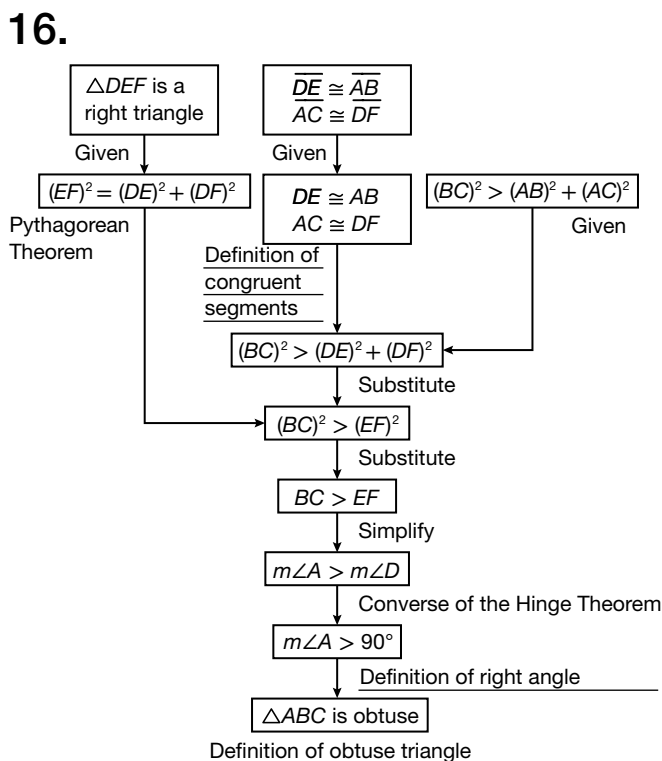 16.
△DEF is a
right triangle
Given
DE ≅ AB
AC ≅ DF
Given
(EF)² = (DE)² + (DF)²
Pythagorean
Theorem
DE ≅ AB
AC ≅ DF
Definition of
congruent
segments
(BC)² > (AB)² + (AC)²
Given
(BC)² > (DE)² + (DF)²
Substitute
(BC)² > (EF)²
Substitute
BC > EF
Simplify
m∠A > m∠D
Converse of the Hinge Theorem
m∠A > 90°
Definition of right angle
△ABC is obtuse
Definition of obtuse triangle